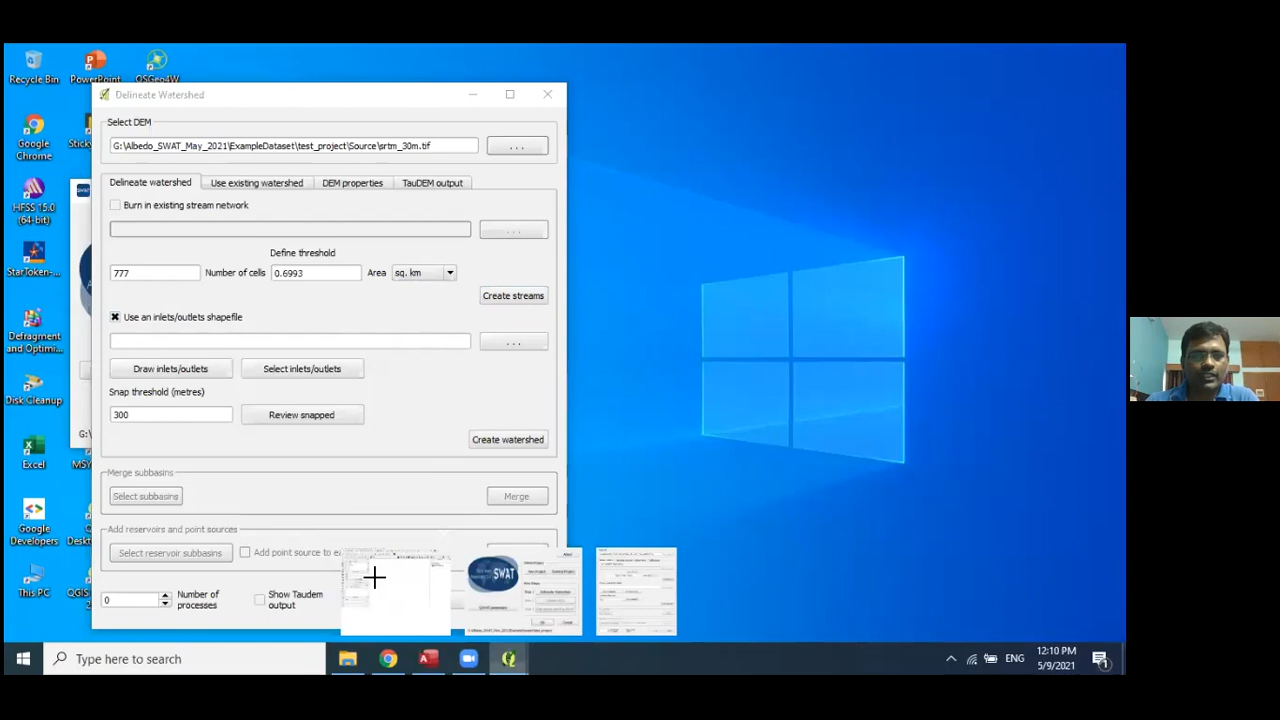 Recycle Bin
PowerPoint
OSGeo4W
Google
Chrome
HFSS 15.0
(64-bit)
StarToken-...
Defragment
and Optimi...
Disk Cleanup
Excel
Google
Developers
This PC
Delineate Watershed
Select DEM
G:\Albedo_SWAT_May_2021\ExampleDataset\test_project\Source\srtm_30m.tif
...
Delineate watershed
Use existing watershed
DEM properties
TauDEM output
Burn in existing stream network
...
Define threshold
777
Number of cells
0.6993
Area
sq. km
Create streams
Use an inlets/outlets shapefile
...
Draw inlets/outlets
Select inlets/outlets
Snap threshold (metres)
300
Review snapped
Create watershed
Merge subbasins
Select subbasins
Merge
Add reservoirs and point sources
Select reservoir subbasins
Add point source to
0
Number of
processes
Show Taudem
output
SWAT
Type here to search
ENG
12:10 PM
5/9/2021
1